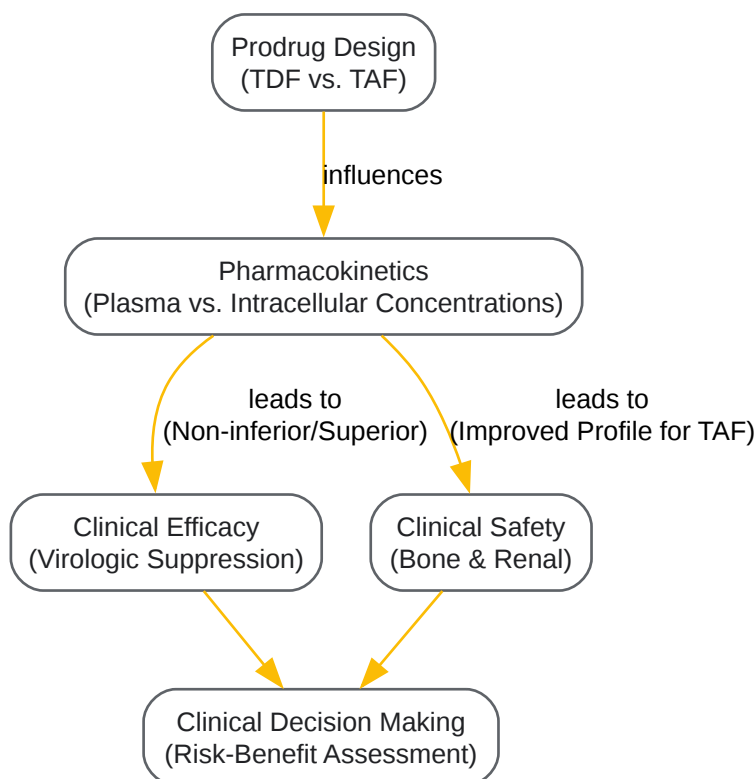 Prodrug Design
(TDF vs. TAF)
influences
Pharmacokinetics
(Plasma vs. Intracellular Concentrations)
leads to
(Non-inferior/Superior)
leads to
(Improved Profile for TAF)
Clinical Efficacy
(Virologic Suppression)
Clinical Safety
(Bone & Renal)
Clinical Decision Making
(Risk-Benefit Assessment)